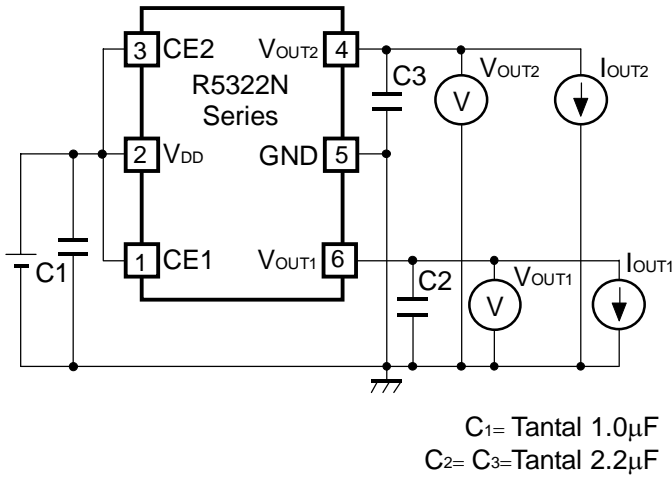 3 CE2 VOUT2 4
R5322N
Series
C3
VOUT2
V
IOUT2
2 VDD GND 5
C1
1 CE1 VOUT1 6
C2
VOUT1
V
IOUT1
C1= Tantal 1.0μF
C2= C3=Tantal 2.2μF